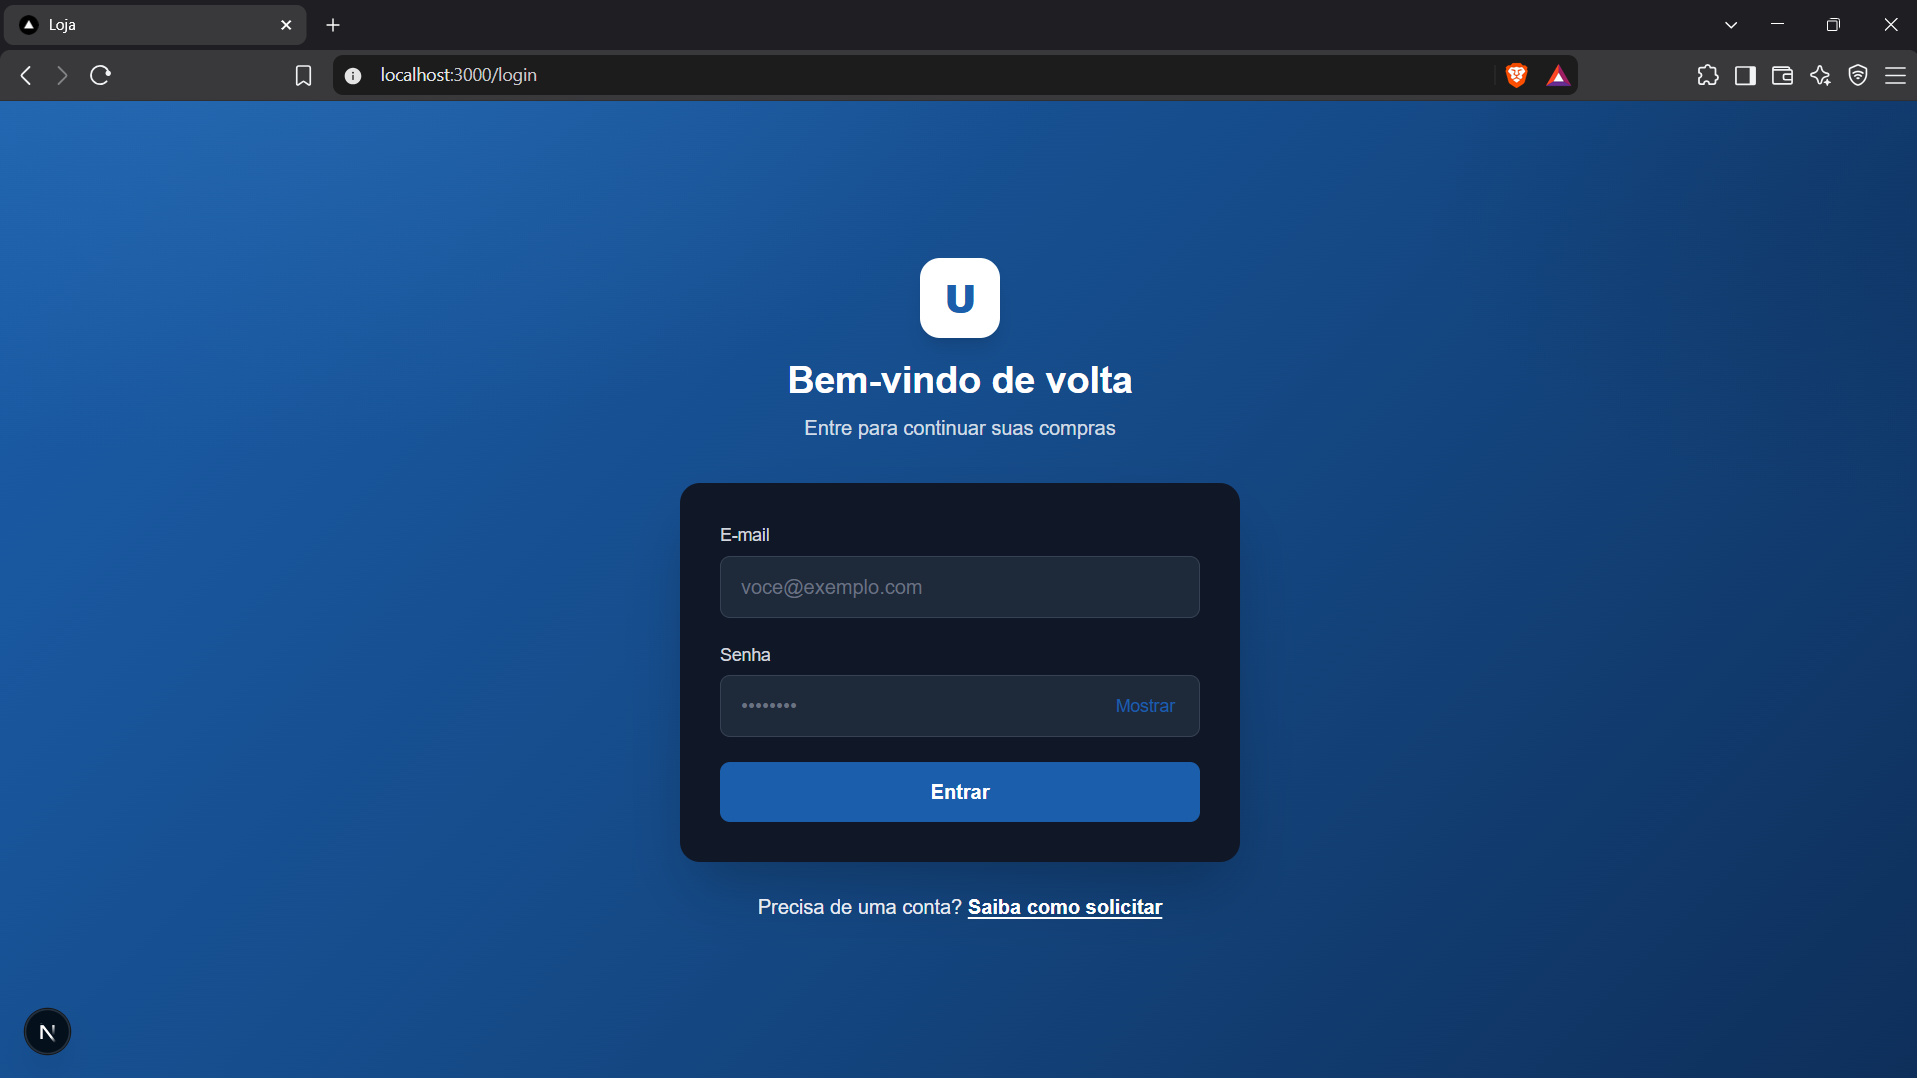 Loja
localhost:3000/login
U
Bem-vindo de volta
Entre para continuar suas compras
E-mail
voce@exemplo.com
Senha
••••••••
Mostrar
Entrar
Precisa de uma conta? Saiba como solicitar
N